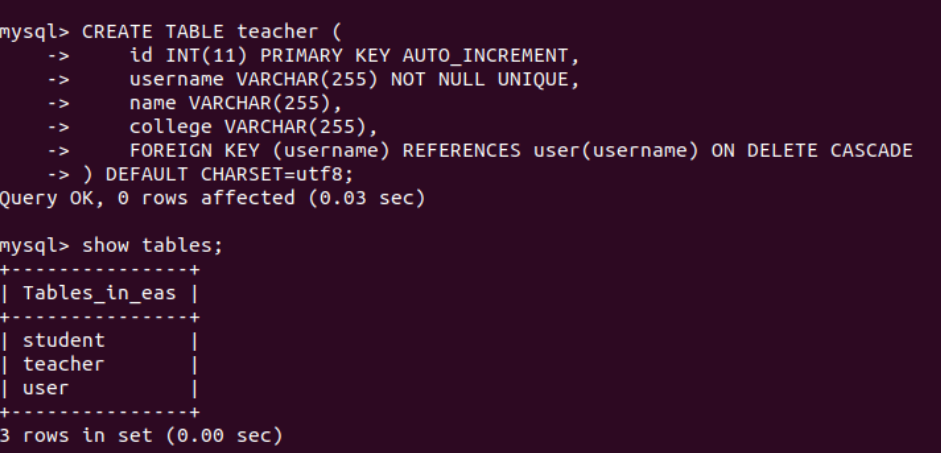 mysql> CREATE TABLE teacher (
    ->     id INT(11) PRIMARY KEY AUTO_INCREMENT,
    ->     username VARCHAR(255) NOT NULL UNIQUE,
    ->     name VARCHAR(255),
    ->     college VARCHAR(255),
    ->     FOREIGN KEY (username) REFERENCES user(username) ON DELETE CASCADE
    -> ) DEFAULT CHARSET=utf8;
Query OK, 0 rows affected (0.03 sec)

mysql> show tables;
+---------------+
| Tables_in_eas |
+---------------+
| student       |
| teacher       |
| user          |
+---------------+
3 rows in set (0.00 sec)